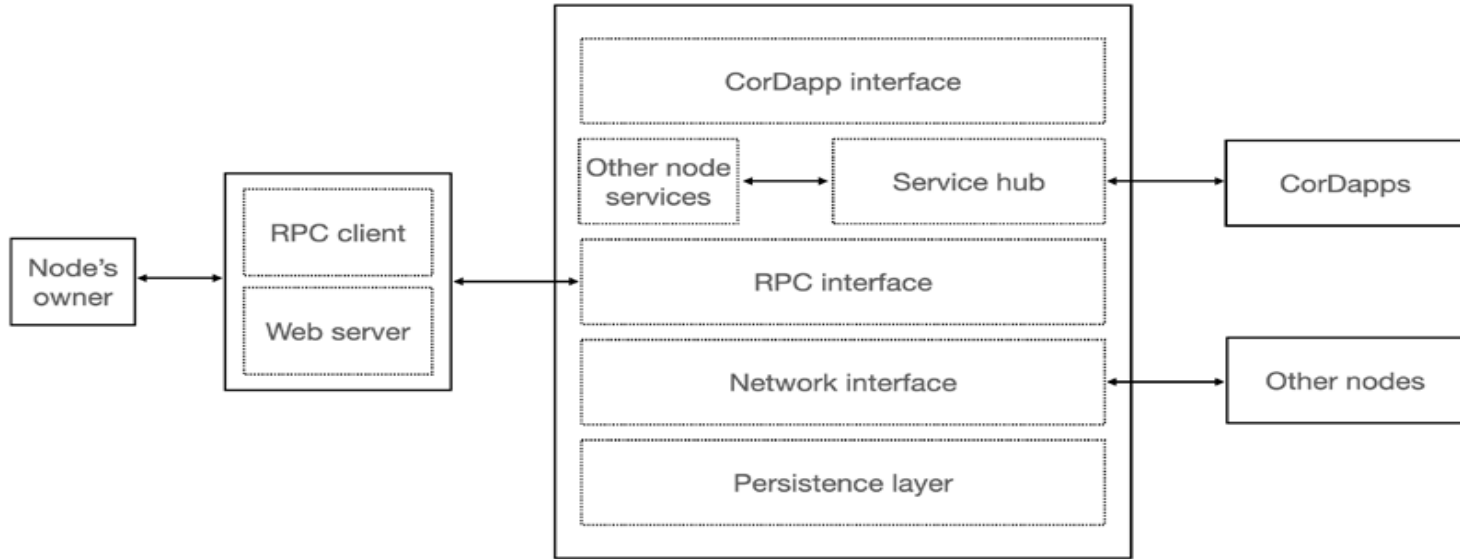 CorDapp interface
Other node
services
Service hub
CorDapps
RPC client
Node's
owner
RPC interface
Web server
Network interface
Other nodes
Persistence layer